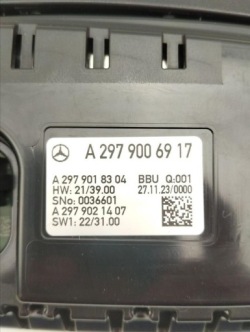 A 297 900 69 17
A 297 901 83 04 BBU Q:001
HW: 21/39.00 27.11.23/0000
SNo: 0036601
A 297 902 14 07
SW1: 22/31.00